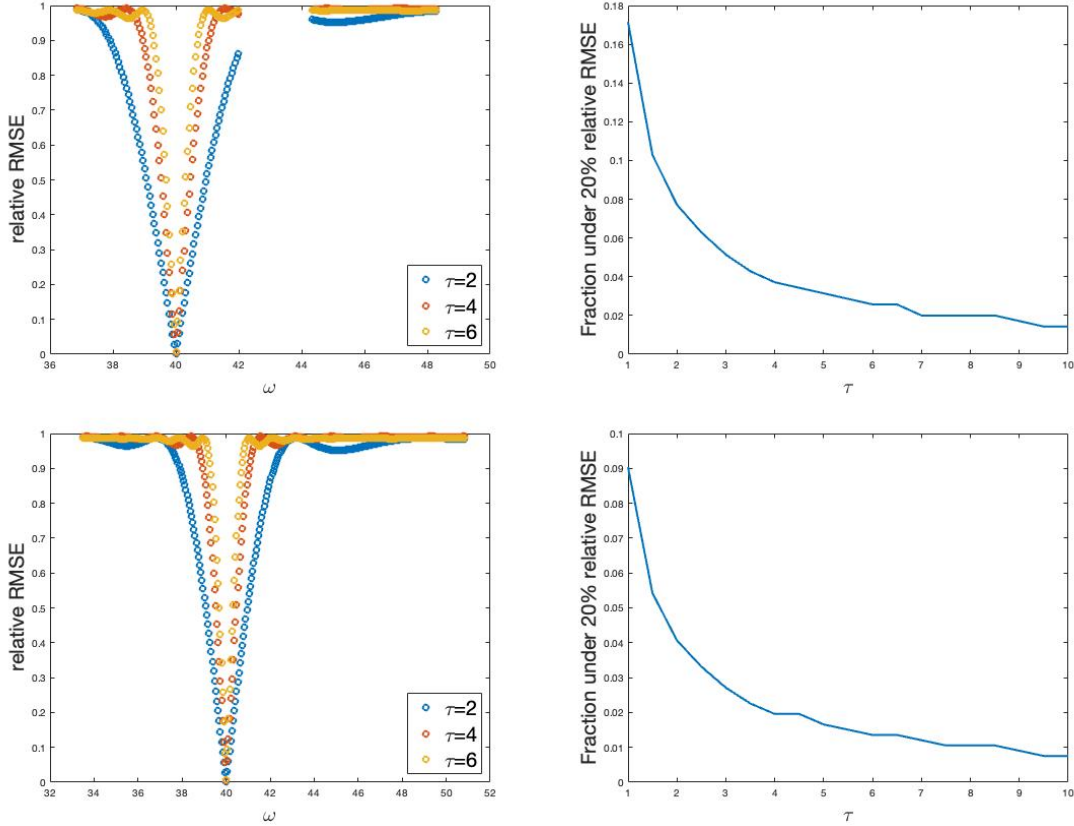 1
0.9
0.8
0.7
0.6
0.5
0.4
0.3
0.2
0.1
0
relative RMSE
36 38 40 42 44 46 48 50
ω
τ=2
τ=4
τ=6
0.18
0.16
0.14
0.12
0.1
0.08
0.06
0.04
0.02
0
Fraction under 20% relative RMSE
1 2 3 4 5 6 7 8 9 10
τ
1
0.9
0.8
0.7
0.6
0.5
0.4
0.3
0.2
0.1
0
relative RMSE
32 34 36 38 40 42 44 46 48 50 52
ω
τ=2
τ=4
τ=6
0.1
0.09
0.08
0.07
0.06
0.05
0.04
0.03
0.02
0.01
0
Fraction under 20% relative RMSE
1 2 3 4 5 6 7 8 9 10
τ